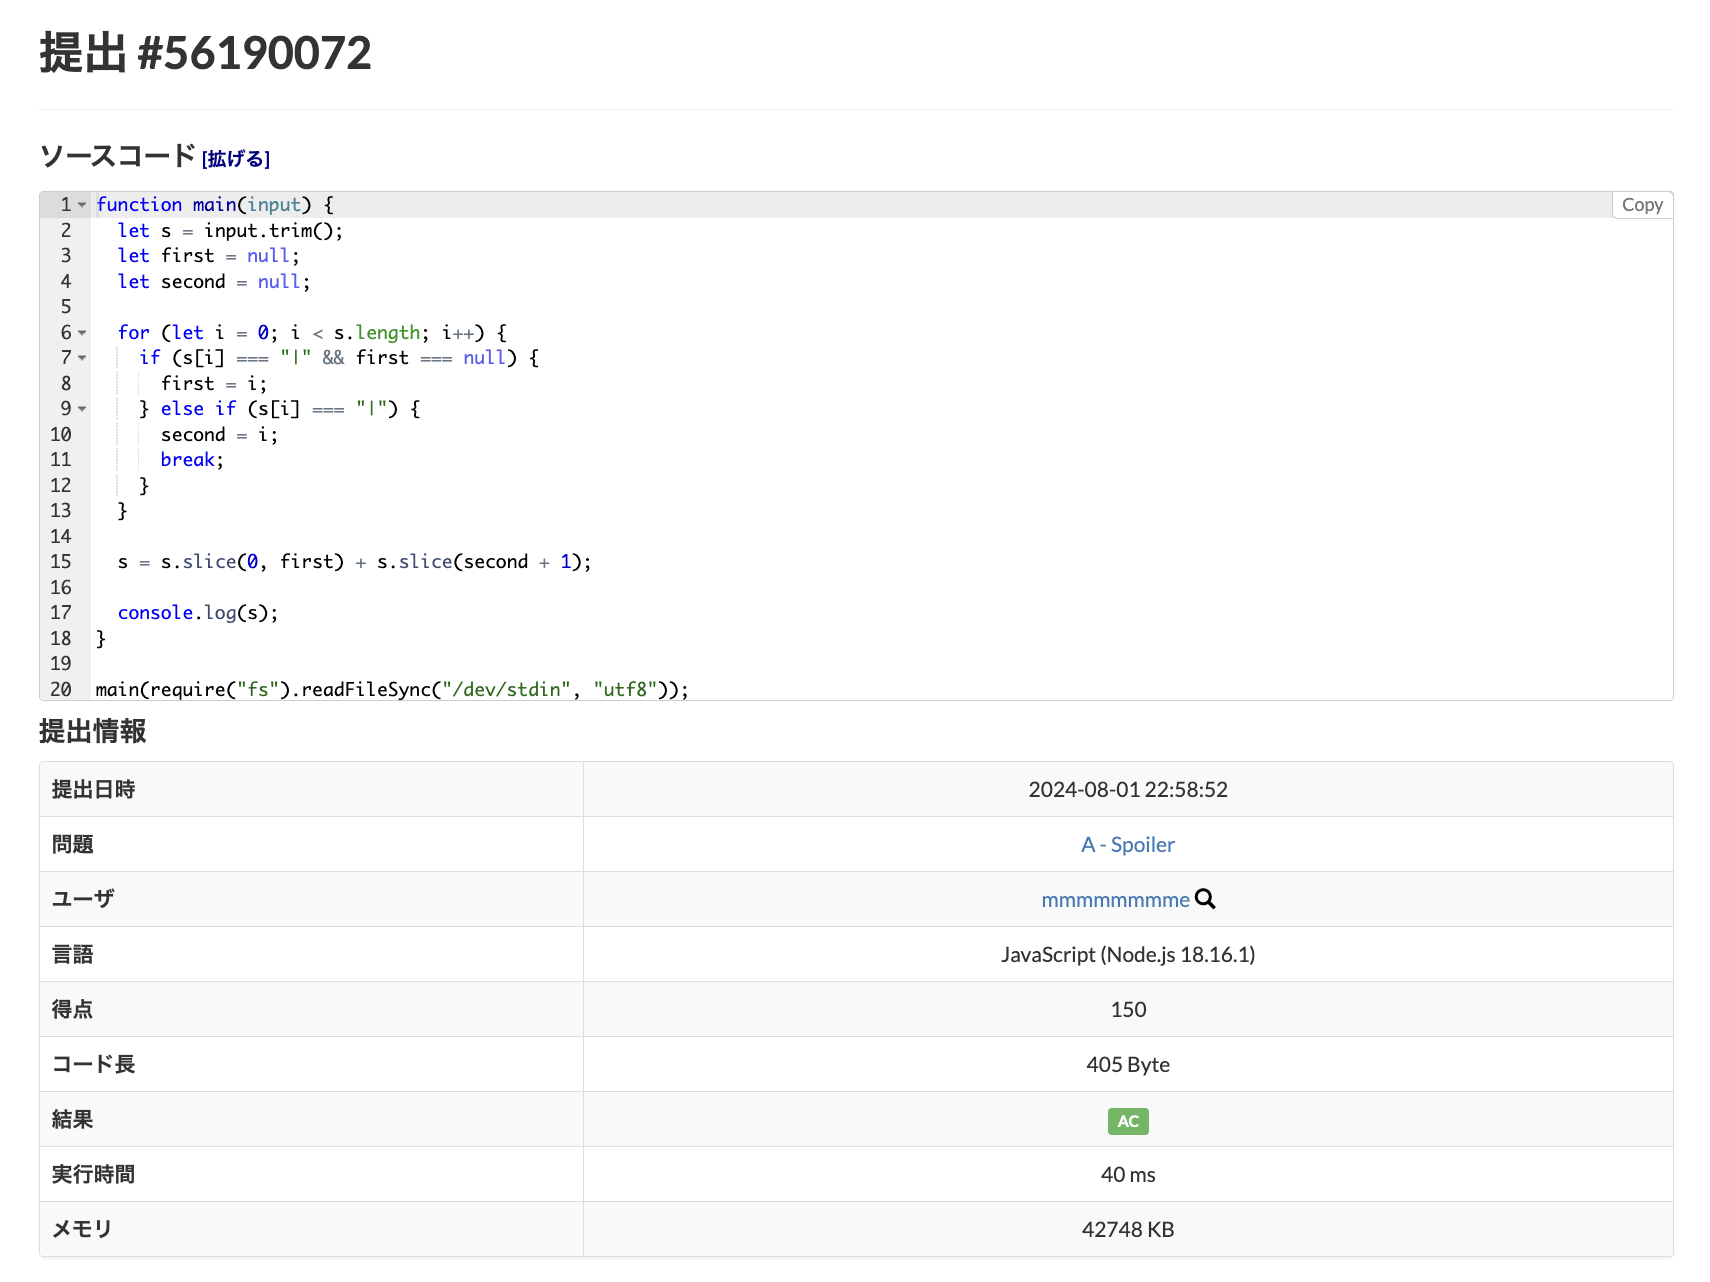 提出 #56190072
ソースコード [拡げる]
Copy
1 function main(input) {
2   let s = input.trim();
3   let first = null;
4   let second = null;
5
6   for (let i = 0; i < s.length; i++) {
7     if (s[i] === "|" && first === null) {
8       first = i;
9     } else if (s[i] === "|") {
10       second = i;
11       break;
12     }
13   }
14
15   s = s.slice(0, first) + s.slice(second + 1);
16
17   console.log(s);
18 }
19
20 main(require("fs").readFileSync("/dev/stdin", "utf8"));
提出情報
提出日時 2024-08-01 22:58:52
問題 A - Spoiler
ユーザ mmmmmmmme
言語 JavaScript (Node.js 18.16.1)
得点 150
コード長 405 Byte
結果 AC
実行時間 40 ms
メモリ 42748 KB